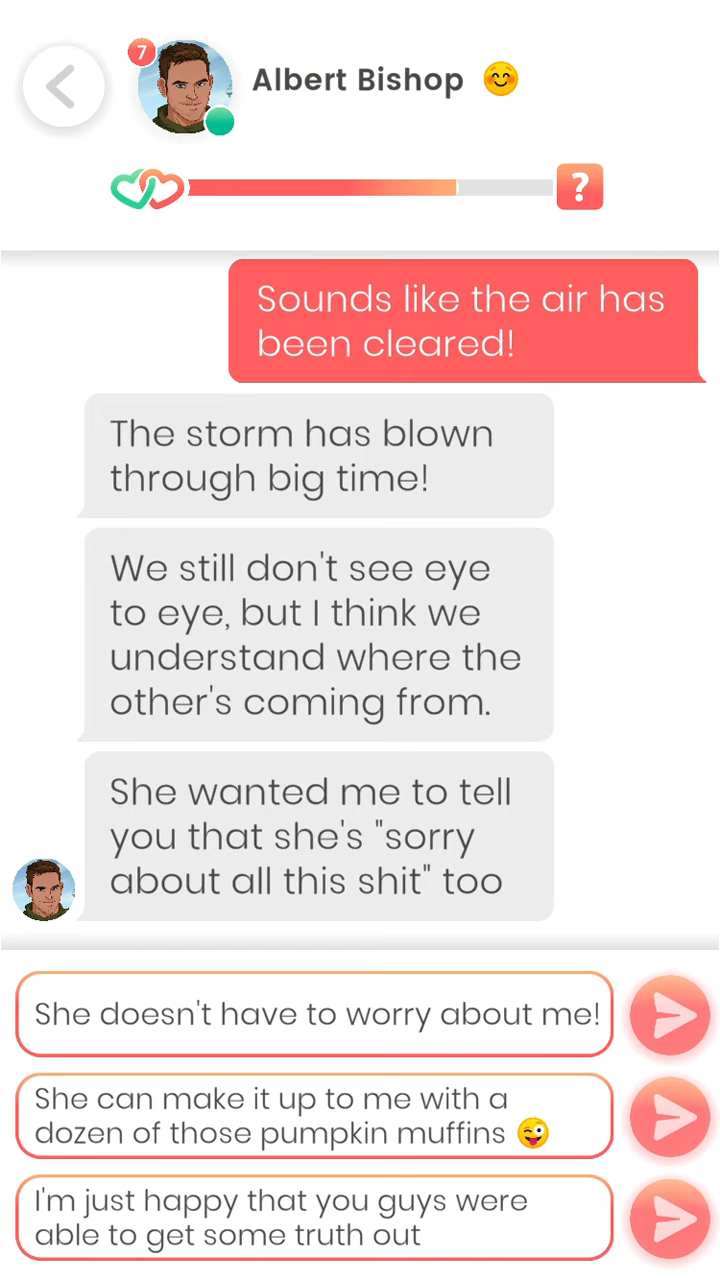 7
Albert Bishop 😊
?
Sounds like the air has
been cleared!
The storm has blown
through big time!
We still don't see eye
to eye, but I think we
understand where the
other's coming from.
She wanted me to tell
you that she's "sorry
about all this shit" too
She doesn't have to worry about me!
She can make it up to me with a
dozen of those pumpkin muffins 😜
I'm just happy that you guys were
able to get some truth out